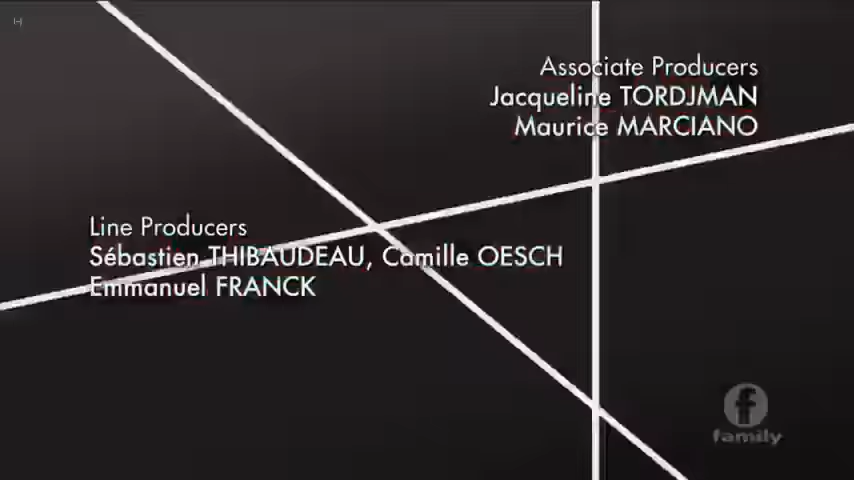 Associate Producers
Jacqueline TORDJMAN
Maurice MARCIANO
Line Producers
Sébastien THIBAUDEAU, Camille OESCH
Emmanuel FRANCK
f
family